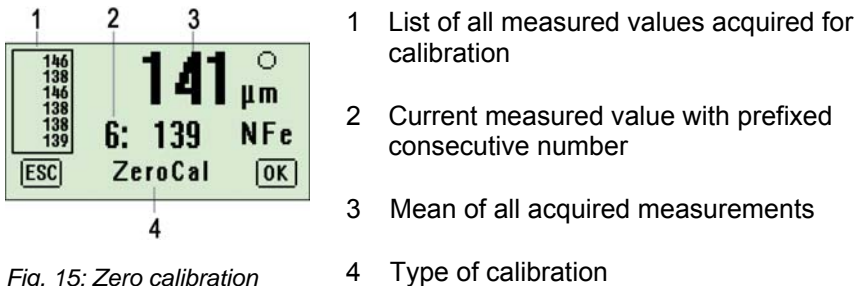 1 2 3
146
138
146
138
138
139
141 µm
6: 139 NFe
ESC ZeroCal OK
4
Fig. 15: Zero calibration
1 List of all measured values acquired for
calibration
2 Current measured value with prefixed
consecutive number
3 Mean of all acquired measurements
4 Type of calibration